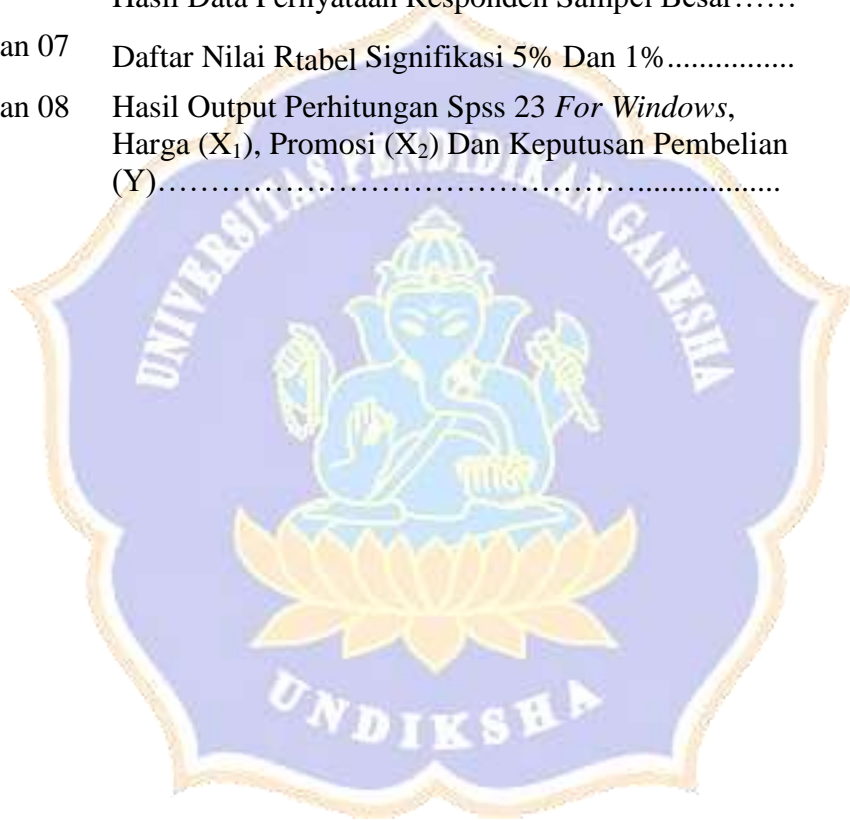 Hasil Data Pernyataan Responden Sampel Besar……
an 07 Daftar Nilai Rtabel Signifikasi 5% Dan 1%................
an 08 Hasil Output Perhitungan Spss 23 For Windows,
Harga (X₁), Promosi (X₂) Dan Keputusan Pembelian
(Y)………………………………………..................
UNIVERSITAS PENDIDIKAN GANESHA
UNDIKSHA